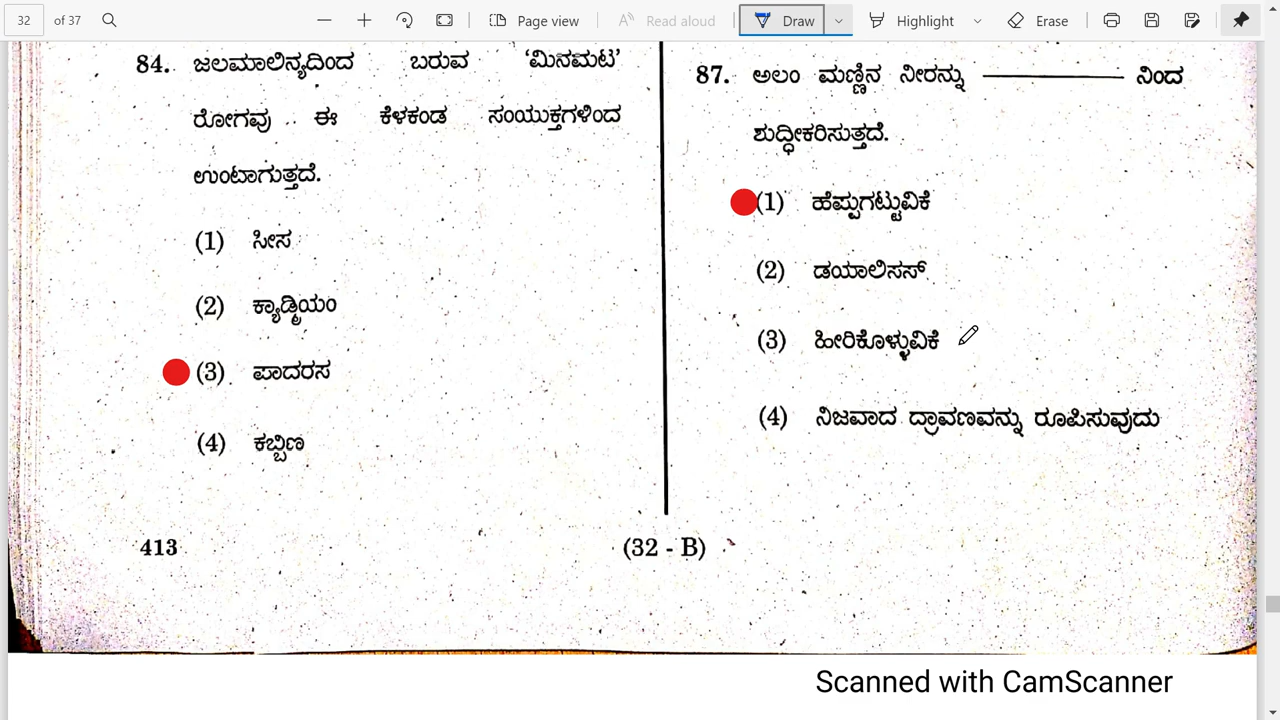 32 of 37 Page view Read aloud Draw Highlight Erase
84. ಜಲಮಾಲಿನ್ಯದಿಂದ ಬರುವ ‘ಮಿನಮಟ’
ರೋಗವು ಈ ಕೆಳಕಂಡ ಸಂಯುಕ್ತಗಳಿಂದ
ಉಂಟಾಗುತ್ತದೆ.
(1) ಸೀಸ
(2) ಕ್ಯಾಡ್ಮಿಯಂ
(3) ಪಾದರಸ
(4) ಕಬ್ಬಿಣ
87. ಅಲಂ ಮಣ್ಣಿನ ನೀರನ್ನು ________ ನಿಂದ
ಶುದ್ಧೀಕರಿಸುತ್ತದೆ.
(1) ಹೆಪ್ಪುಗಟ್ಟುವಿಕೆ
(2) ಡಯಾಲಿಸಸ್
(3) ಹೀರಿಕೊಳ್ಳುವಿಕೆ
(4) ನಿಜವಾದ ದ್ರಾವಣವನ್ನು ರೂಪಿಸುವುದು
413 (32 - B)
Scanned with CamScanner